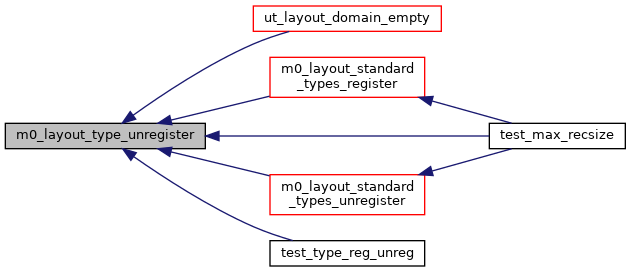 ut_layout_domain_empty
m0_layout_standard
_types_register
m0_layout_type_unregister
test_max_recsize
m0_layout_standard
_types_unregister
test_type_reg_unreg